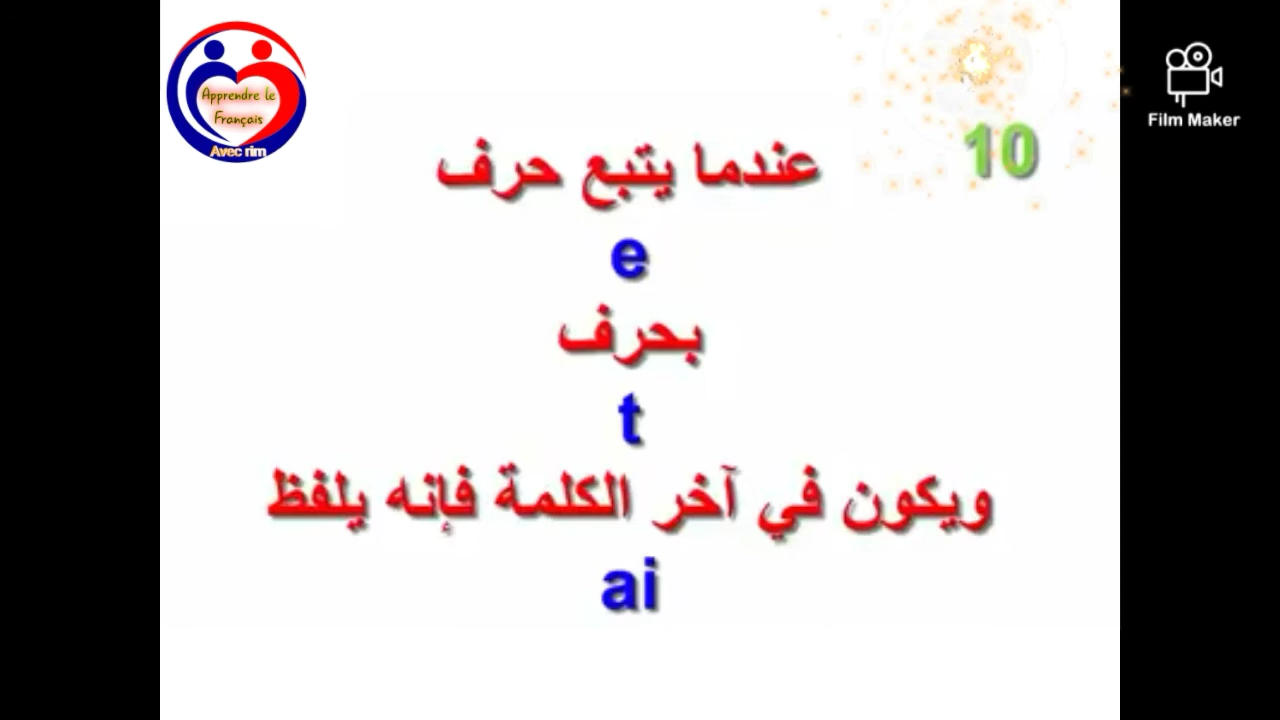 Apprendre le
Français
Avec rim
10
Film Maker
عندما يتبع حرف
e
بحرف
t
ويكون في آخر الكلمة فإنه يلفظ
ai